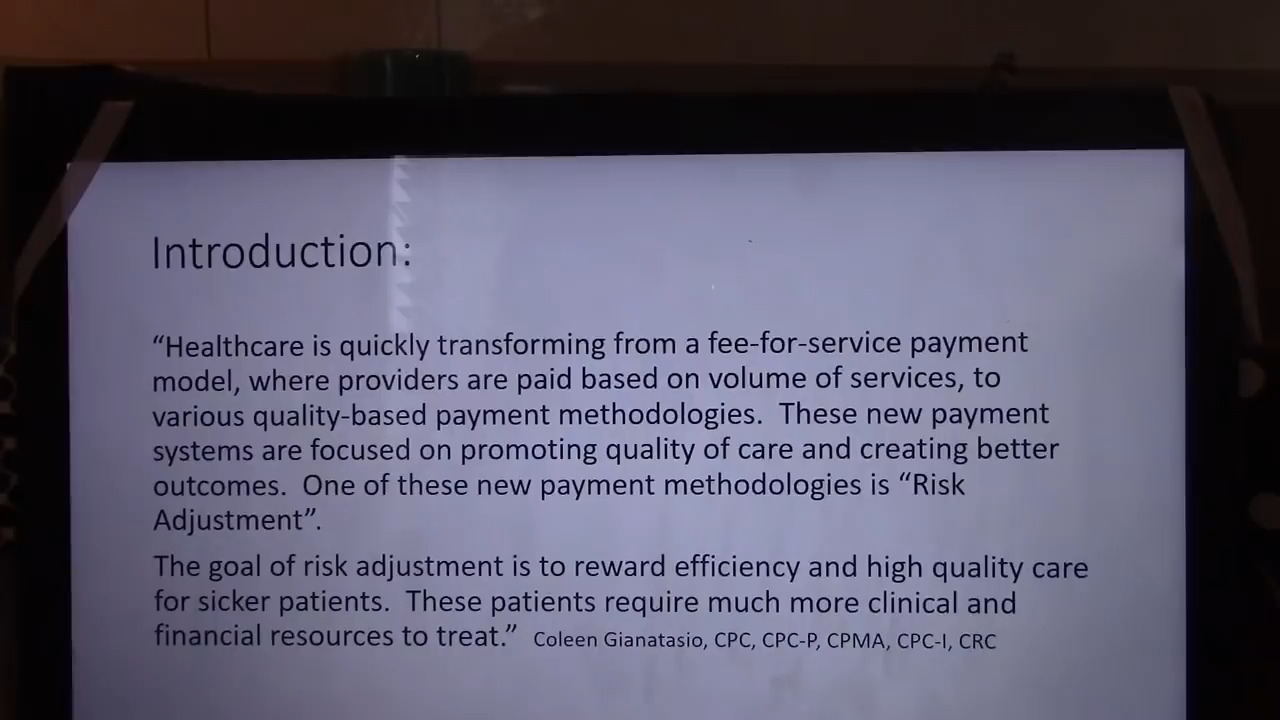 Introduction:
“Healthcare is quickly transforming from a fee-for-service payment
model, where providers are paid based on volume of services, to
various quality-based payment methodologies.  These new payment
systems are focused on promoting quality of care and creating better
outcomes.  One of these new payment methodologies is “Risk
Adjustment”.
The goal of risk adjustment is to reward efficiency and high quality care
for sicker patients.  These patients require much more clinical and
financial resources to treat.”  Coleen Gianatasio, CPC, CPC-P, CPMA, CPC-I, CRC